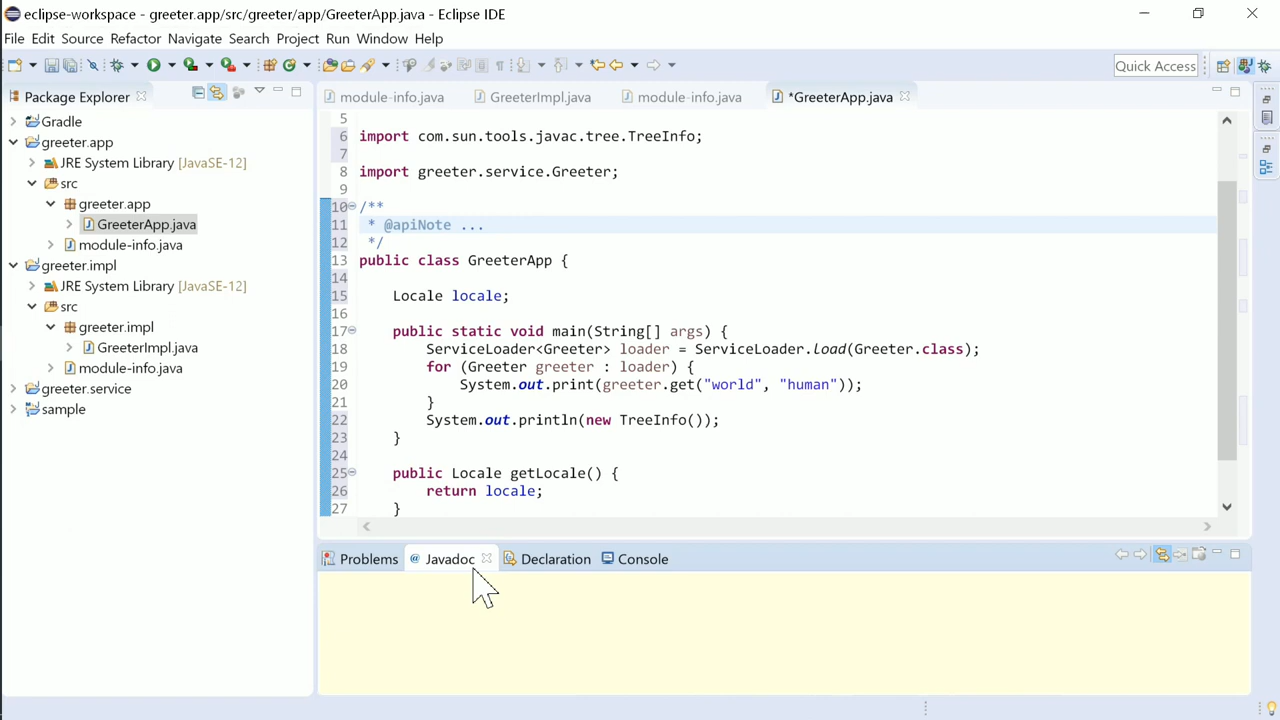 eclipse-workspace - greeter.app/src/greeter/app/GreeterApp.java - Eclipse IDE
File Edit Source Refactor Navigate Search Project Run Window Help
Quick Access
Package Explorer
Gradle
greeter.app
JRE System Library [JavaSE-12]
src
greeter.app
GreeterApp.java
module-info.java
greeter.impl
JRE System Library [JavaSE-12]
src
greeter.impl
GreeterImpl.java
module-info.java
greeter.service
sample
module-info.java GreeterImpl.java module-info.java *GreeterApp.java
5
6 import com.sun.tools.javac.tree.TreeInfo;
7
8 import greeter.service.Greeter;
9
10 /**
11 * @apiNote ...
12 */
13 public class GreeterApp {
14
15 Locale locale;
16
17 public static void main(String[] args) {
18 ServiceLoader<Greeter> loader = ServiceLoader.load(Greeter.class);
19 for (Greeter greeter : loader) {
20 System.out.print(greeter.get("world", "human"));
21 }
22 System.out.println(new TreeInfo());
23 }
24
25 public Locale getLocale() {
26 return locale;
27 }
Problems @ Javadoc Declaration Console